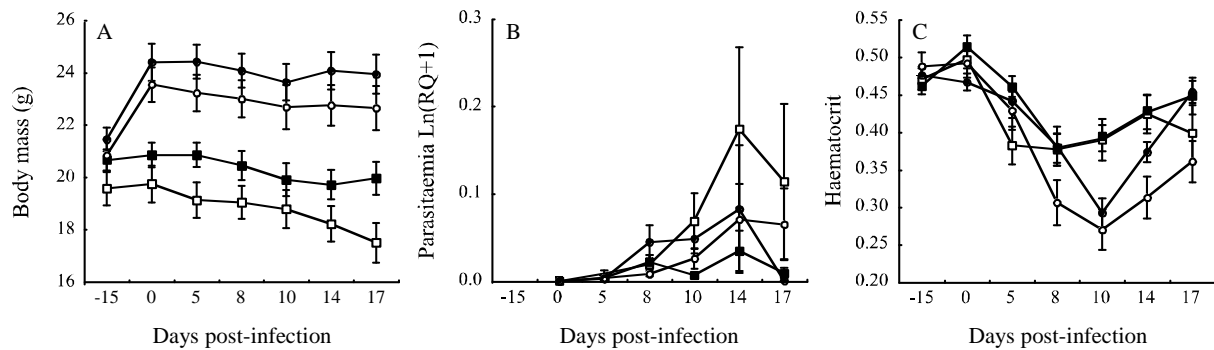 A
Body mass (g)
26
24
22
20
18
16
-15 0 5 8 10 14 17
Days post-infection
B
Parasitaemia Ln(RQ+1)
0.3
0.2
0.1
0.0
-15 0 5 8 10 14 17
Days post-infection
C
Haematocrit
0.55
0.50
0.45
0.40
0.35
0.30
0.25
0.20
-15 0 5 8 10 14 17
Days post-infection